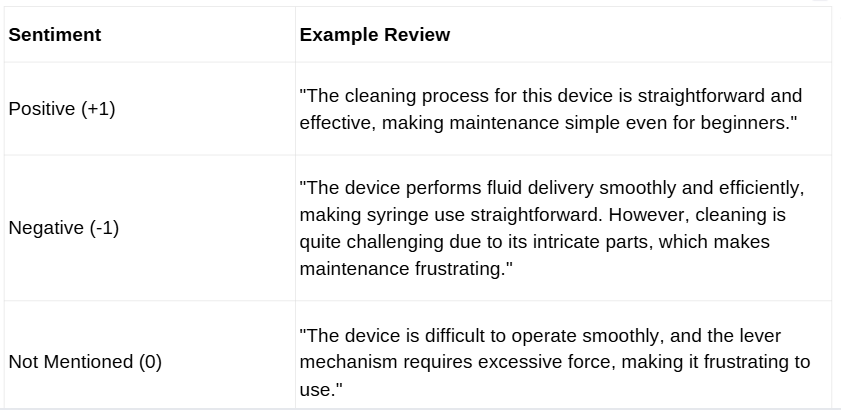 Sentiment
Example Review
Positive (+1)
"The cleaning process for this device is straightforward and
effective, making maintenance simple even for beginners."
Negative (-1)
"The device performs fluid delivery smoothly and efficiently,
making syringe use straightforward. However, cleaning is
quite challenging due to its intricate parts, which makes
maintenance frustrating."
Not Mentioned (0)
"The device is difficult to operate smoothly, and the lever
mechanism requires excessive force, making it frustrating to
use."